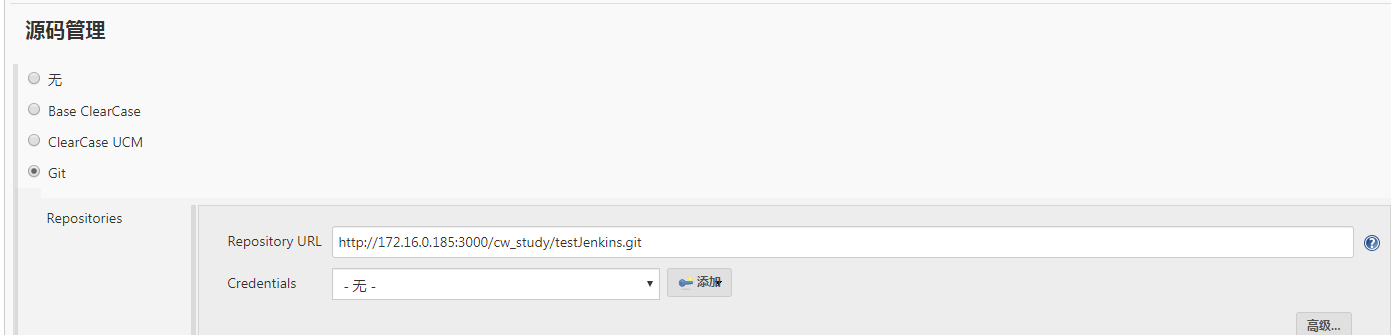 源码管理
无
Base ClearCase
ClearCase UCM
Git
Repositories
Repository URL http://172.16.0.185:3000/cw_study/testJenkins.git
Credentials - 无 - 添加
高级...